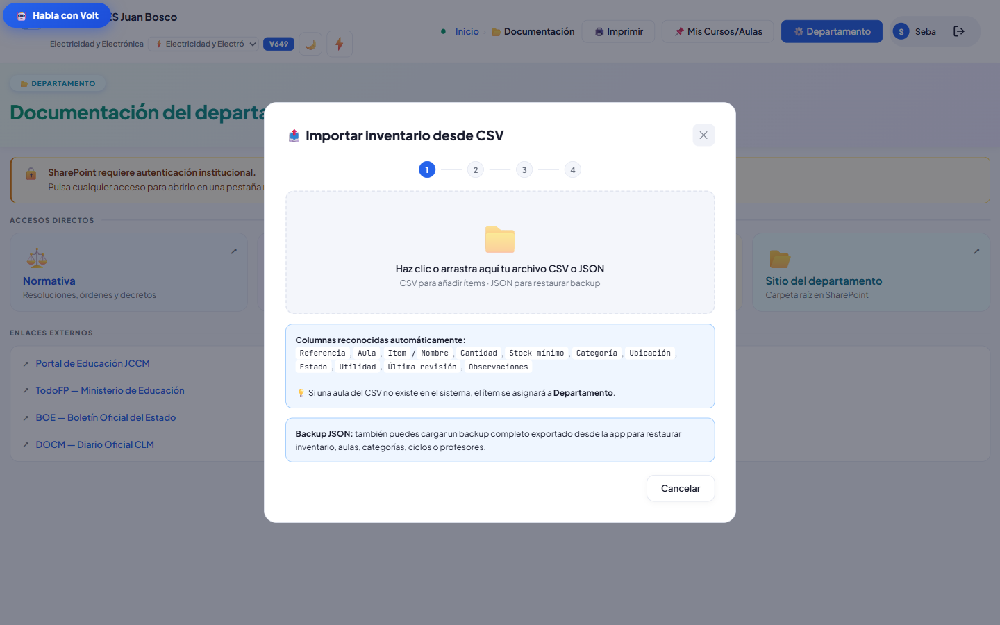 Habla con Volt
ES Juan Bosco
Electricidad y Electrónica
Electricidad y Electró
V649
Inicio
Documentación
Imprimir
Mis Cursos/Aulas
Departamento
S
Seba
DEPARTAMENTO
Documentación del departa
SharePoint requiere autenticación institucional.
Pulsa cualquier acceso para abrirlo en una pestaña
ACCESOS DIRECTOS
Normativa
Resoluciones, órdenes y decretos
Sitio del departamento
Carpeta raíz en SharePoint
ENLACES EXTERNOS
Portal de Educación JCCM
TodoFP — Ministerio de Educación
BOE — Boletín Oficial del Estado
DOCM — Diario Oficial CLM
Importar inventario desde CSV
1 2 3 4
Haz clic o arrastra aquí tu archivo CSV o JSON
CSV para añadir ítems · JSON para restaurar backup
Columnas reconocidas automáticamente:
Referencia , Aula , Item / Nombre , Cantidad , Stock mínimo , Categoría , Ubicación ,
Estado , Utilidad , Última revisión , Observaciones
Si una aula del CSV no existe en el sistema, el ítem se asignará a Departamento.
Backup JSON: también puedes cargar un backup completo exportado desde la app para restaurar
inventario, aulas, categorías, ciclos o profesores.
Cancelar